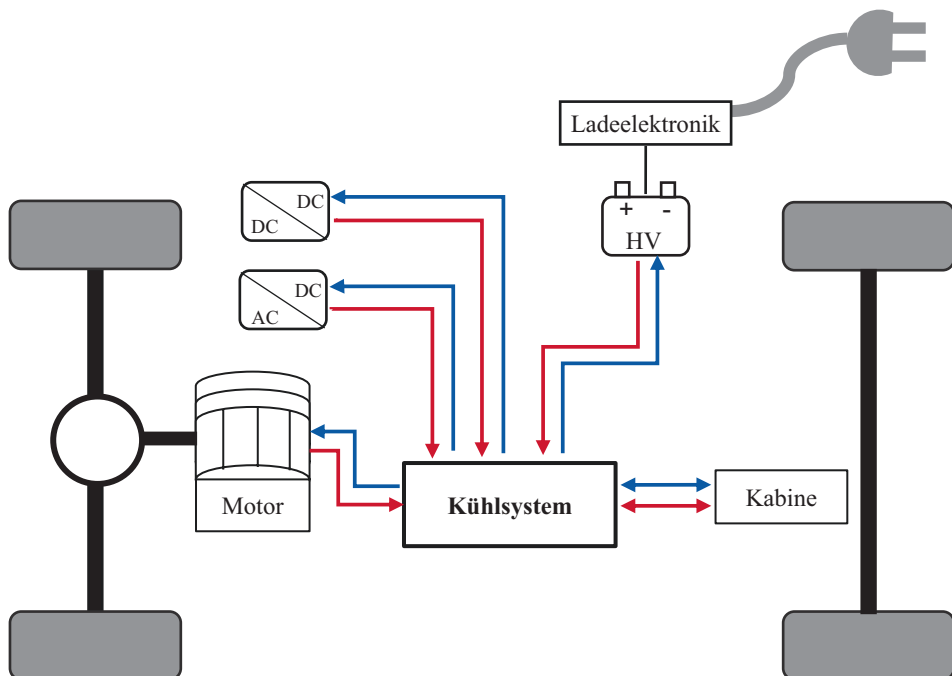 Ladeelektronik
DC
DC
+ -
HV
DC
AC
Motor
Kühlsystem
Kabine